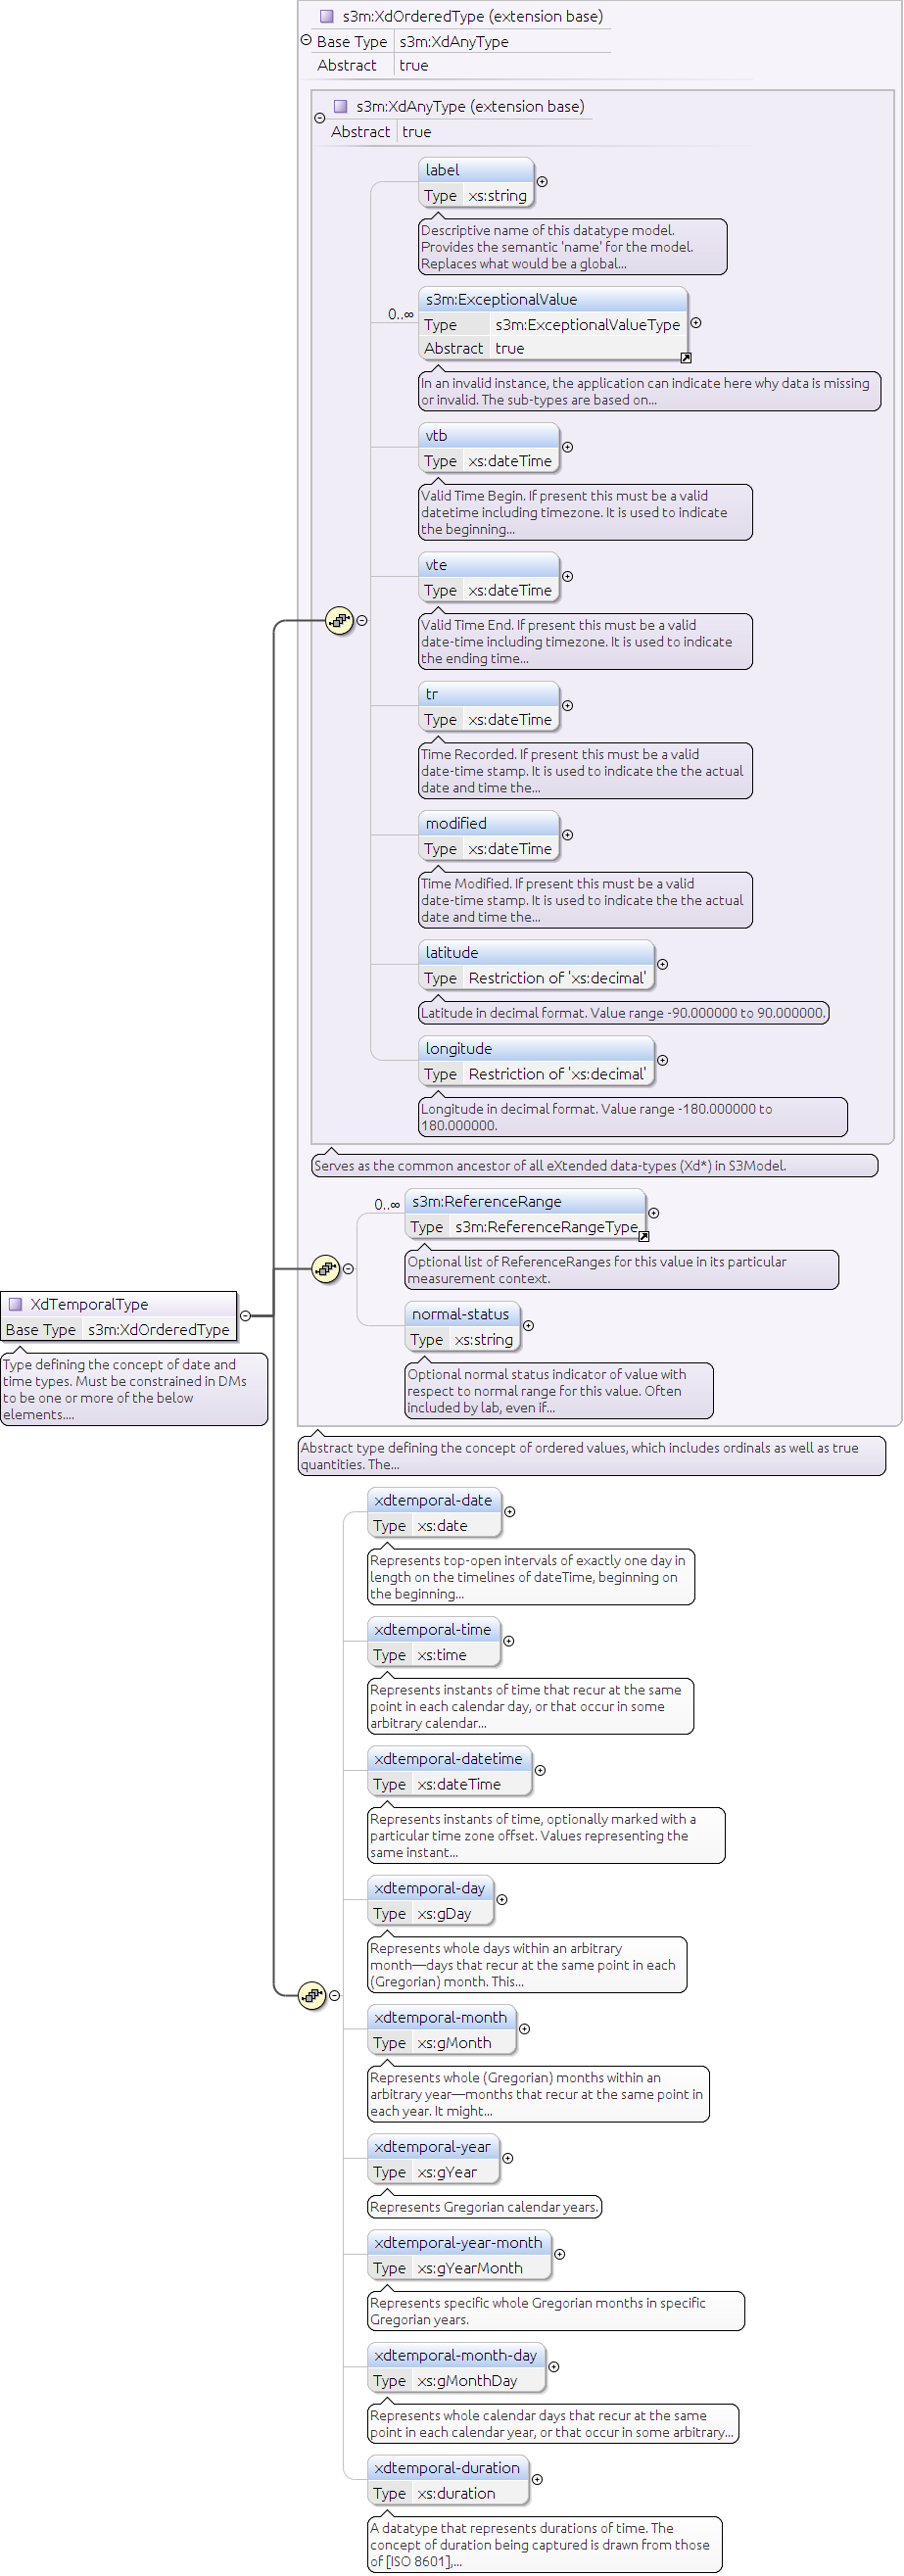 s3m:XdOrderedType (extension base)
Base Type s3m:XdAnyType
Abstract true
s3m:XdAnyType (extension base)
Abstract true
label
Type xs:string
Descriptive name of this datatype model.
Provides the semantic 'name' for the model.
Replaces what would be a global...
0..∞
s3m:ExceptionalValue
Type s3m:ExceptionalValueType
Abstract true
In an invalid instance, the application can indicate here why data is missing
or invalid. The sub-types are based on...
vtb
Type xs:dateTime
Valid Time Begin. If present this must be a valid
datetime including timezone. It is used to indicate
the beginning...
vte
Type xs:dateTime
Valid Time End. If present this must be a valid
date-time including timezone. It is used to indicate
the ending time...
tr
Type xs:dateTime
Time Recorded. If present this must be a valid
date-time stamp. It is used to indicate the the actual
date and time the...
modified
Type xs:dateTime
Time Modified. If present this must be a valid
date-time stamp. It is used to indicate the the actual
date and time the...
latitude
Type Restriction of 'xs:decimal'
Latitude in decimal format. Value range -90.000000 to 90.000000.
longitude
Type Restriction of 'xs:decimal'
Longitude in decimal format. Value range -180.000000 to
180.000000.
Serves as the common ancestor of all eXtended data-types (Xd*) in S3Model.
0..∞
s3m:ReferenceRange
Type s3m:ReferenceRangeType
Optional list of ReferenceRanges for this value in its particular
measurement context.
normal-status
Type xs:string
Optional normal status indicator of value with
respect to normal range for this value. Often
included by lab, even if...
XdTemporalType
Base Type s3m:XdOrderedType
Type defining the concept of date and
time types. Must be constrained in DMs
to be one or more of the below
elements....
Abstract type defining the concept of ordered values, which includes ordinals as well as true
quantities. The...
xdtemporal-date
Type xs:date
Represents top-open intervals of exactly one day in
length on the timelines of dateTime, beginning on
the beginning...
xdtemporal-time
Type xs:time
Represents instants of time that recur at the same
point in each calendar day, or that occur in some
arbitrary calendar...
xdtemporal-datetime
Type xs:dateTime
Represents instants of time, optionally marked with a
particular time zone offset. Values representing the
same instant...
xdtemporal-day
Type xs:gDay
Represents whole days within an arbitrary
month—days that recur at the same point in each
(Gregorian) month. This...
xdtemporal-month
Type xs:gMonth
Represents whole (Gregorian) months within an
arbitrary year—months that recur at the same point in
each year. It might...
xdtemporal-year
Type xs:gYear
Represents Gregorian calendar years.
xdtemporal-year-month
Type xs:gYearMonth
Represents specific whole Gregorian months in specific
Gregorian years.
xdtemporal-month-day
Type xs:gMonthDay
Represents whole calendar days that recur at the same
point in each calendar year, or that occur in some arbitrary...
xdtemporal-duration
Type xs:duration
A datatype that represents durations of time. The
concept of duration being captured is drawn from those
of [ISO 8601],...